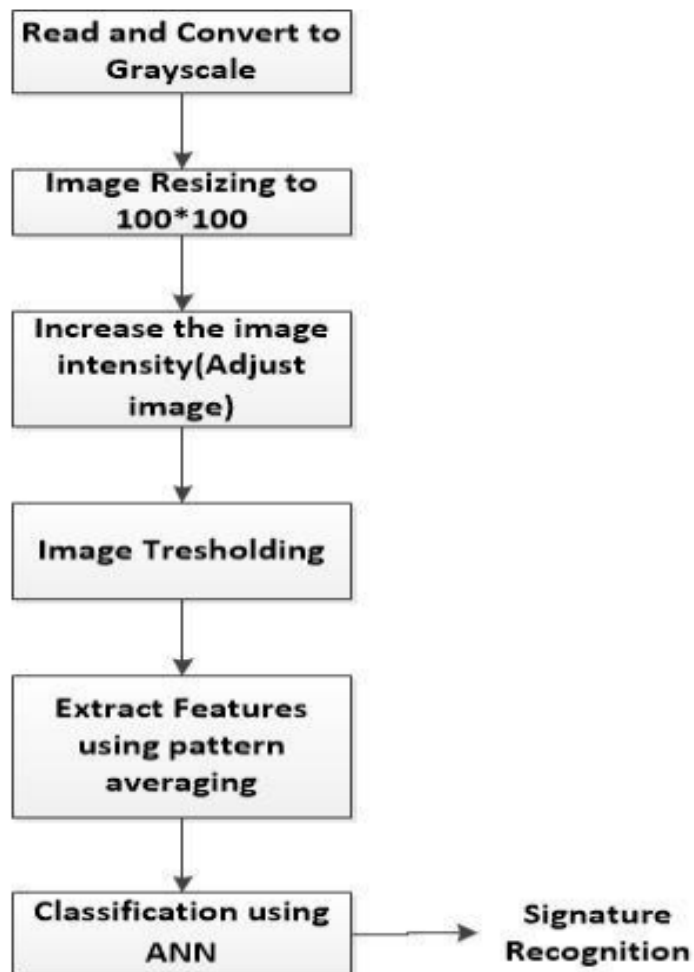 Read and Convert to
Grayscale
Image Resizing to
100*100
Increase the image
intensity(Adjust
image)
Image Tresholding
Extract Features
using pattern
averaging
Classification using
ANN
Signature
Recognition